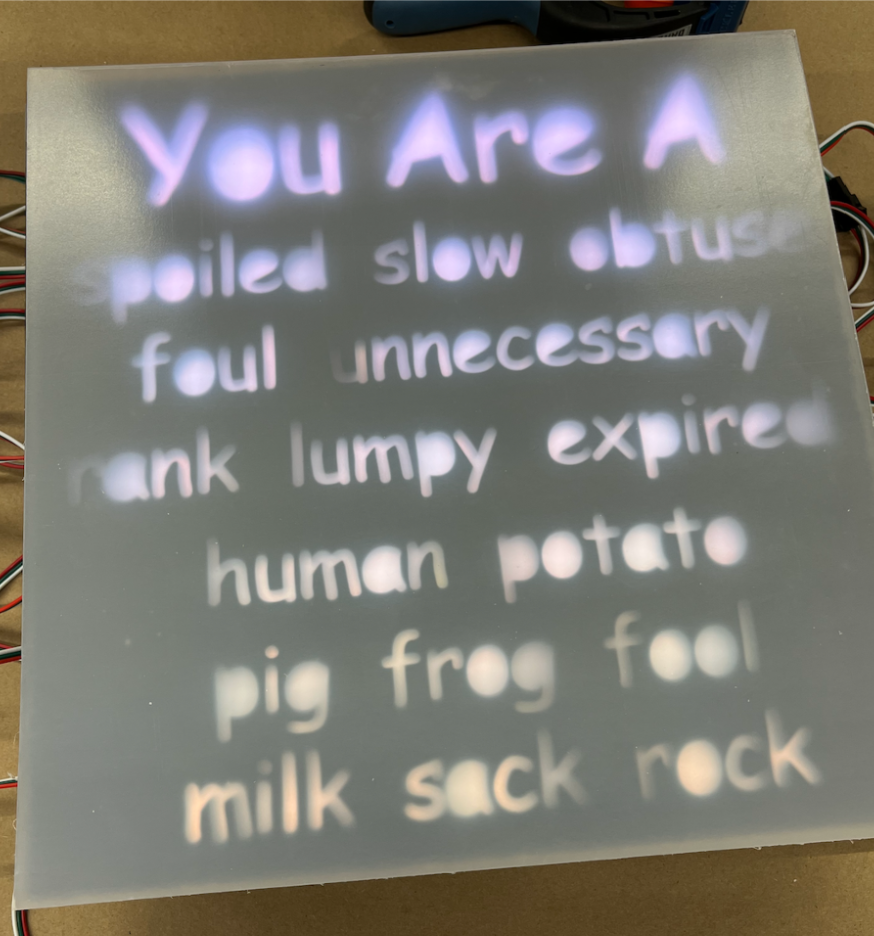 You Are A
spoiled slow obtuse
foul unnecessary
rank lumpy expired
human potato
pig frog fool
milk sack rock